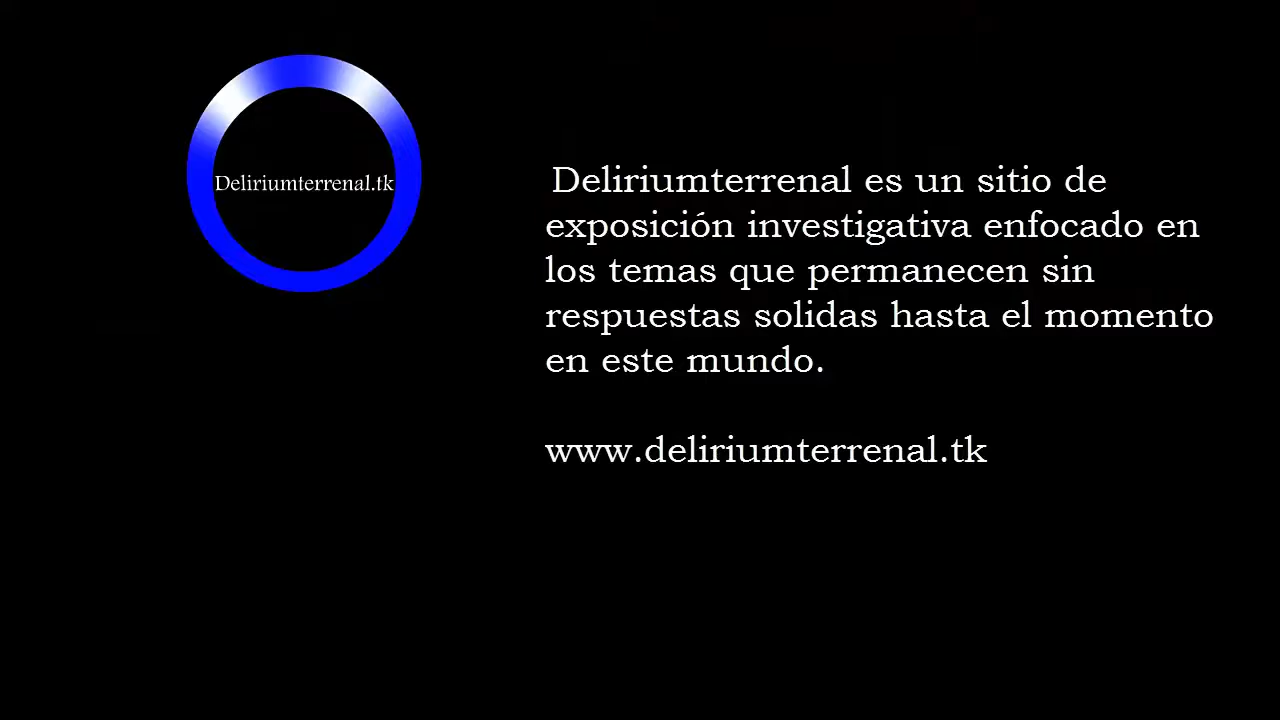 Deliriumterrenal.tk
Deliriumterrenal es un sitio de
exposición investigativa enfocado en
los temas que permanecen sin
respuestas solidas hasta el momento
en este mundo.
www.deliriumterrenal.tk